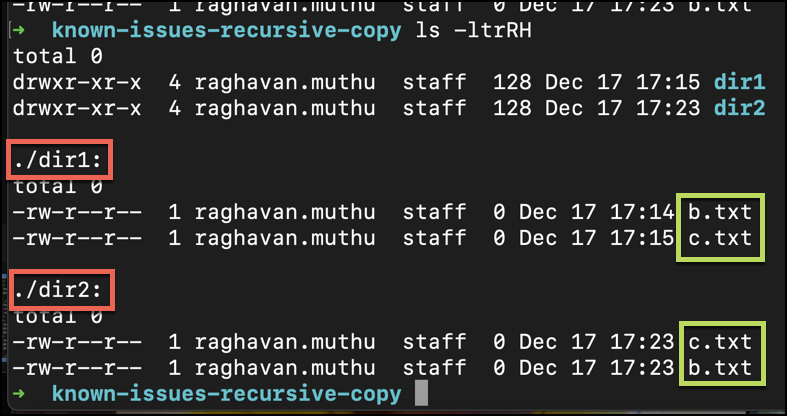 -rw-r--r-- 1 raghavan.muthu staff 0 Dec 17 17:23 b.txt
➜ known-issues-recursive-copy ls -ltrRH
total 0
drwxr-xr-x 4 raghavan.muthu staff 128 Dec 17 17:15 dir1
drwxr-xr-x 4 raghavan.muthu staff 128 Dec 17 17:23 dir2
./dir1:
total 0
-rw-r--r-- 1 raghavan.muthu staff 0 Dec 17 17:14 b.txt
-rw-r--r-- 1 raghavan.muthu staff 0 Dec 17 17:15 c.txt
./dir2:
total 0
-rw-r--r-- 1 raghavan.muthu staff 0 Dec 17 17:23 c.txt
-rw-r--r-- 1 raghavan.muthu staff 0 Dec 17 17:23 b.txt
➜ known-issues-recursive-copy